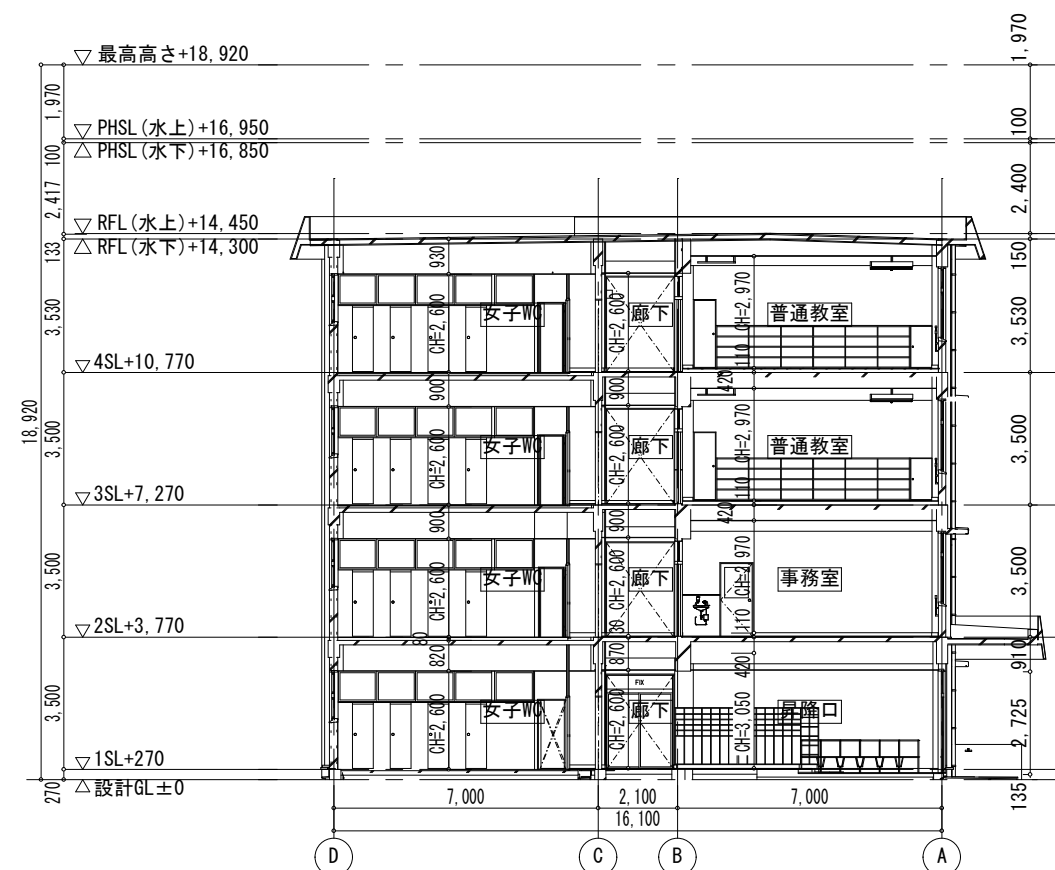 1,970
▽ 最高高さ+18,920
1,970
▽ PHSL(水上)+16,950
100
100
△ PHSL(水下)+16,850
2,417
2,400
▽ RFL(水上)+14,450
133
△ RFL(水下)+14,300
150
930
3,530
女子WC
CH=2,600
廊下
CH=2,600
普通教室
CH=2,970
3,530
110
▽ 4SL+10,770
900
900
420
18,920
3,500
女子WC
CH=2,600
廊下
CH=2,600
普通教室
CH=2,970
3,500
110
▽ 3SL+7,270
900
900
420
3,500
女子WC
CH=2,600
廊下
CH=2,600
事務室
CH=2,970
3,500
110
30
▽ 2SL+3,770
80
820
870
420
910
3,500
FIX
女子WC
CH=2,600
廊下
CH=2,600
昇降口
CH=3,050
2,725
▽ 1SL+270
270
△ 設計GL±0
135
7,000
2,100
7,000
16,100
D
C
B
A